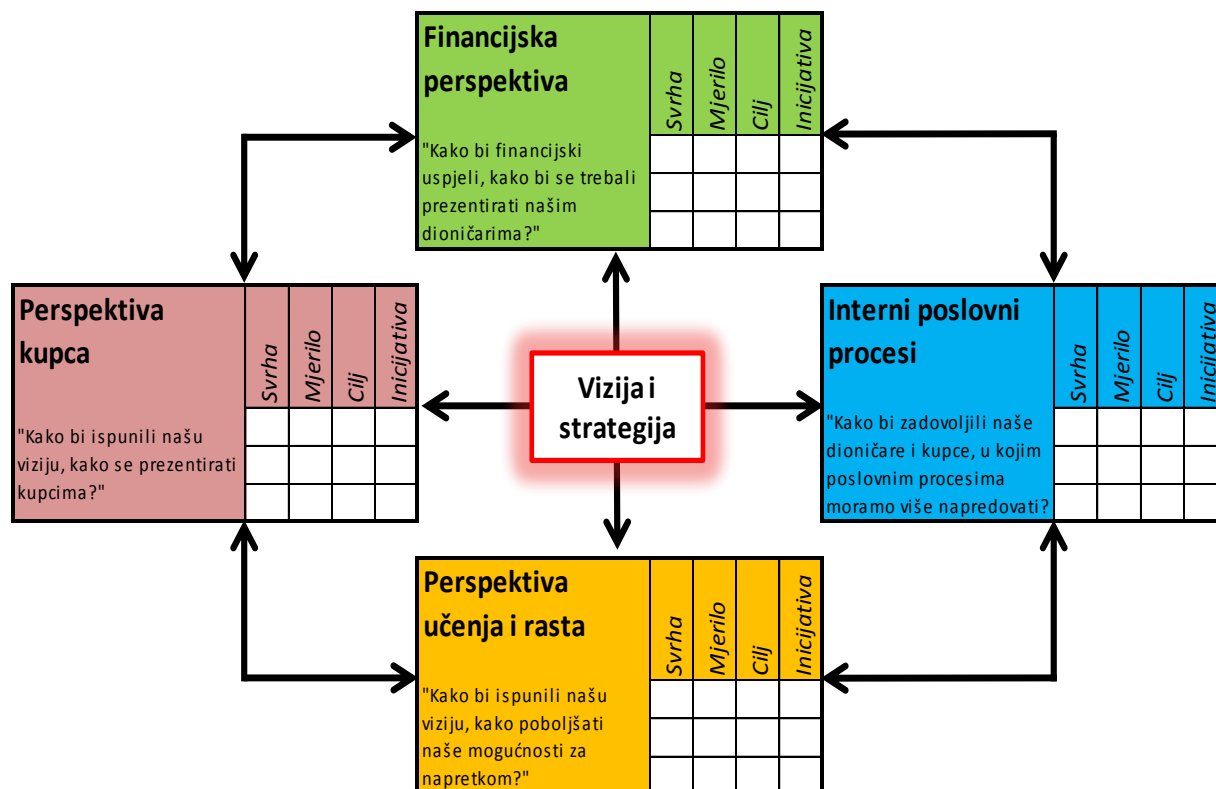 Financijska
perspektiva
Svrha
Mjerilo
Cilj
Inicijativa
"Kako bi financijski
uspjeli, kako bi se trebali
prezentirati našim
dioničarima?"
Perspektiva
kupca
Svrha
Mjerilo
Cilj
Inicijativa
"Kako bi ispunili našu
viziju, kako se prezentirati
kupcima?"
Vizija i
strategija
Interni poslovni
procesi
Svrha
Mjerilo
Cilj
Inicijativa
"Kako bi zadovoljili naše
dioničare i kupce, u kojim
poslovnim procesima
moramo više napredovati?
Perspektiva
učenja i rasta
Svrha
Mjerilo
Cilj
Inicijativa
"Kako bi ispunili našu
viziju, kako poboljšati
naše mogućnosti za
napretkom?"